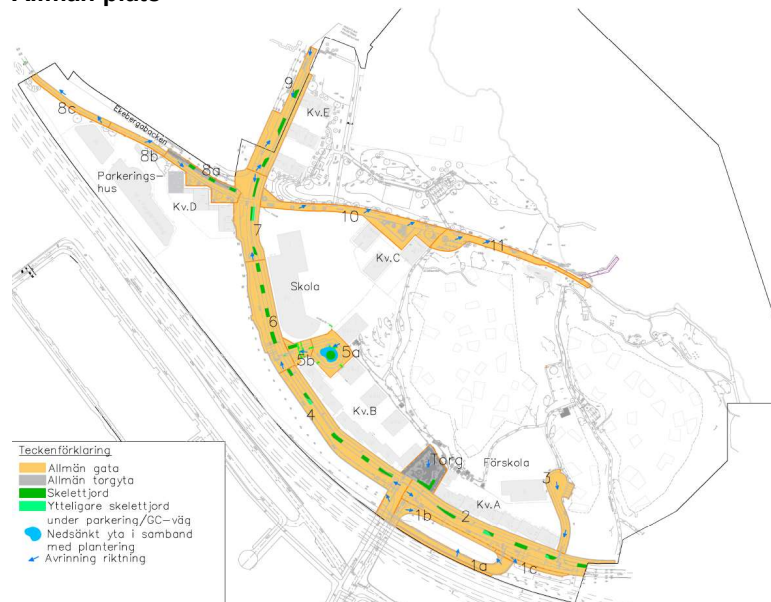 Allmän plats
9
Kv.E
8c
Ekebergabacken
8b
8a
Parkerings-
hus
Kv.D
7
10
11
Kv.C
Skola
6
5b
5a
4
Kv.B
Torg
Förskola
3
Kv.A
2
1b
1a
1c
Teckenförklaring
Allmän gata
Allmän torgyta
Skelettjord
Ytteligare skelettjord
under parkering/GC-väg
Nedsänkt yta i samband
med plantering
Avrinning riktning